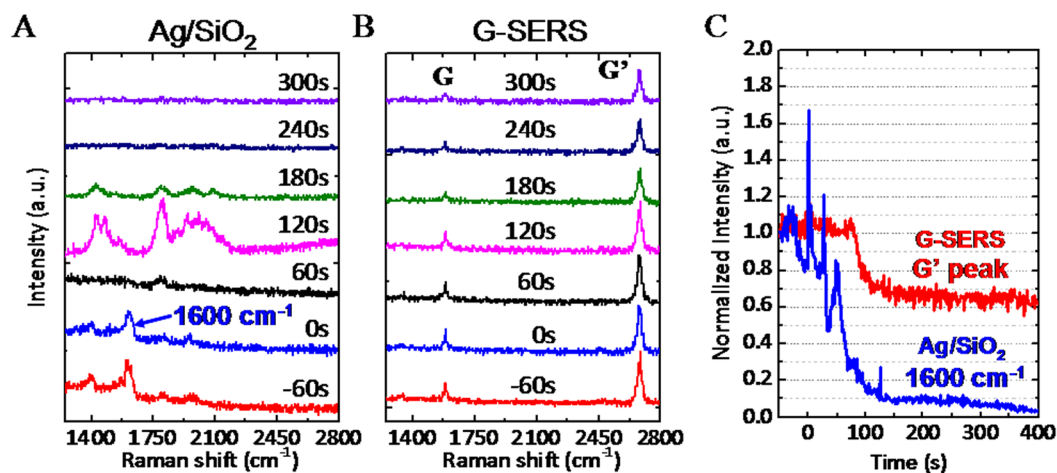 A
Ag/SiO₂
300s
240s
180s
120s
60s
0s
1600 cm⁻¹
-60s
Intensity (a.u.)
1400 1750 2100 2450 2800
Raman shift (cm⁻¹)
B
G-SERS
G
G’
300s
240s
180s
120s
60s
0s
-60s
1400 1750 2100 2450 2800
Raman shift (cm⁻¹)
C
Normalized Intensity (a.u.)
2.0
1.8
1.6
1.4
1.2
1.0
0.8
0.6
0.4
0.2
0.0
G-SERS
G’ peak
Ag/SiO₂
1600 cm⁻¹
0 100 200 300 400
Time (s)